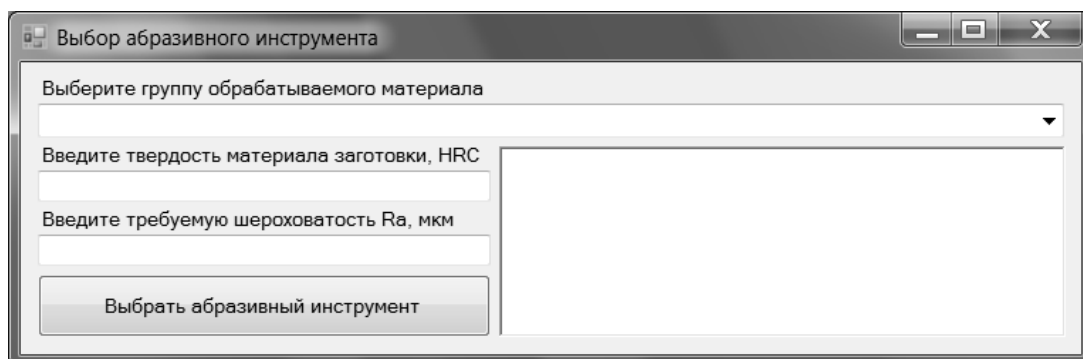 Выбор абразивного инструмента
Выберите группу обрабатываемого материала
Введите твердость материала заготовки, HRC
Введите требуемую шероховатость Ra, мкм
Выбрать абразивный инструмент